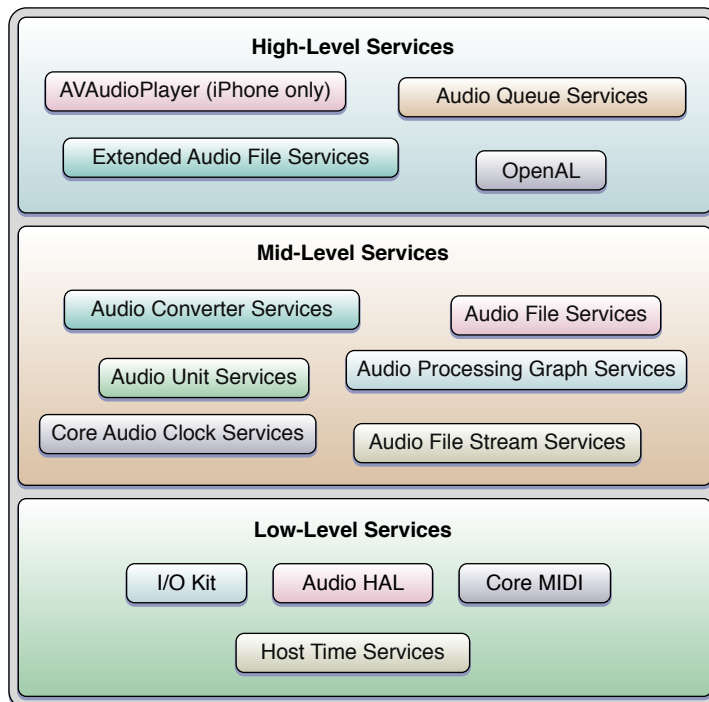 High-Level Services
AVAudioPlayer (iPhone only)
Audio Queue Services
Extended Audio File Services
OpenAL
Mid-Level Services
Audio Converter Services
Audio File Services
Audio Unit Services
Audio Processing Graph Services
Core Audio Clock Services
Audio File Stream Services
Low-Level Services
I/O Kit
Audio HAL
Core MIDI
Host Time Services